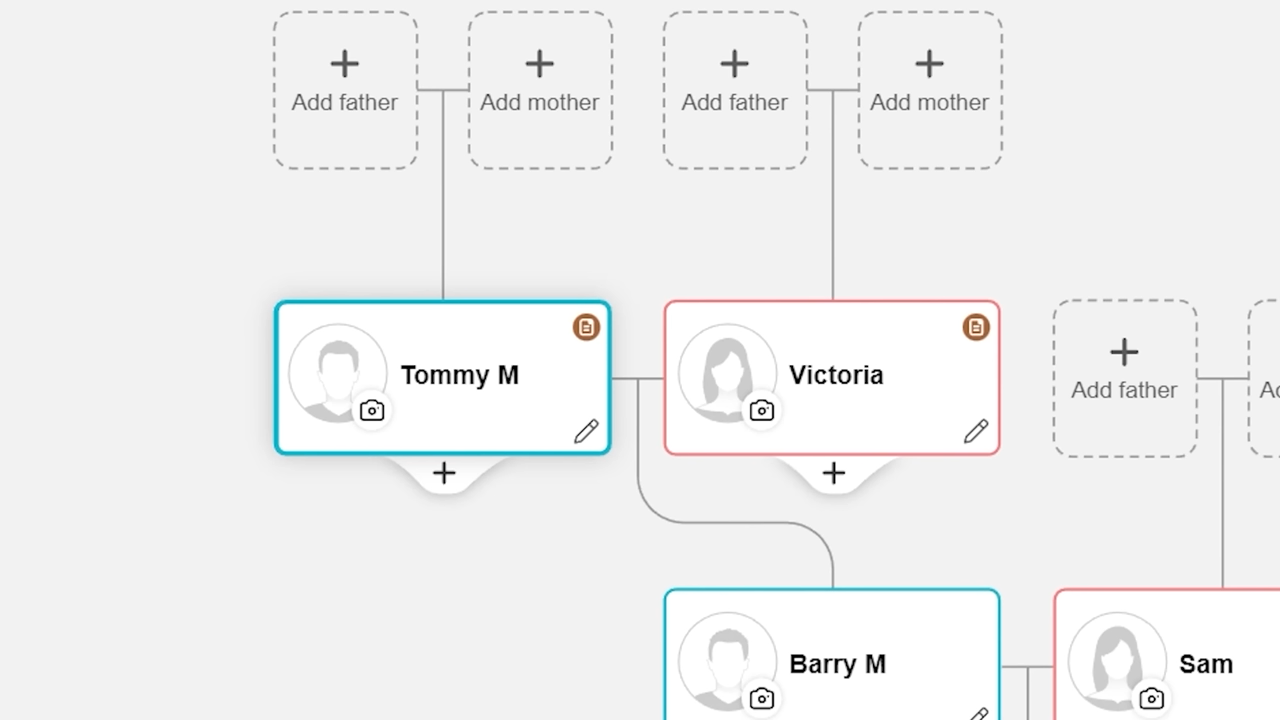 Add father
Add mother
Add father
Add mother
Tommy M
Victoria
Add father
Barry M
Sam